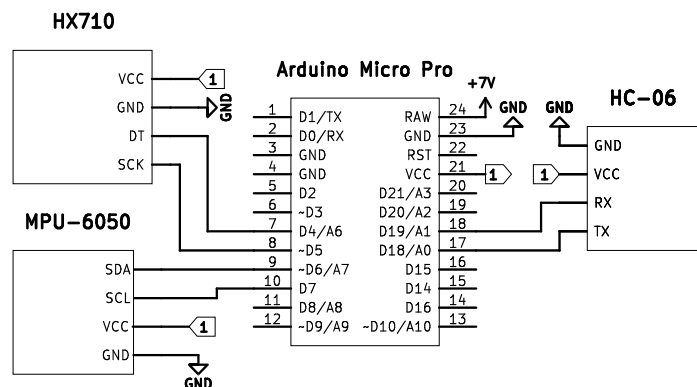 HX710
VCC 1
GND GND
DT
SCK
MPU-6050
SDA
SCL
VCC 1
GND
GND
Arduino Micro Pro
+7V
1 D1/TX RAW 24
2 D0/RX GND 23 GND
3 GND RST 22
4 GND VCC 21 1
5 D2 D21/A3 20
6 ~D3 D20/A2 19
7 D4/A6 D19/A1 18
8 ~D5 D18/A0 17
9 ~D6/A7 D15 16
10 D7 D14 15
11 D8/A8 D16 14
12 ~D9/A9 ~D10/A10 13
HC-06
GND
GND
1 VCC
RX
TX